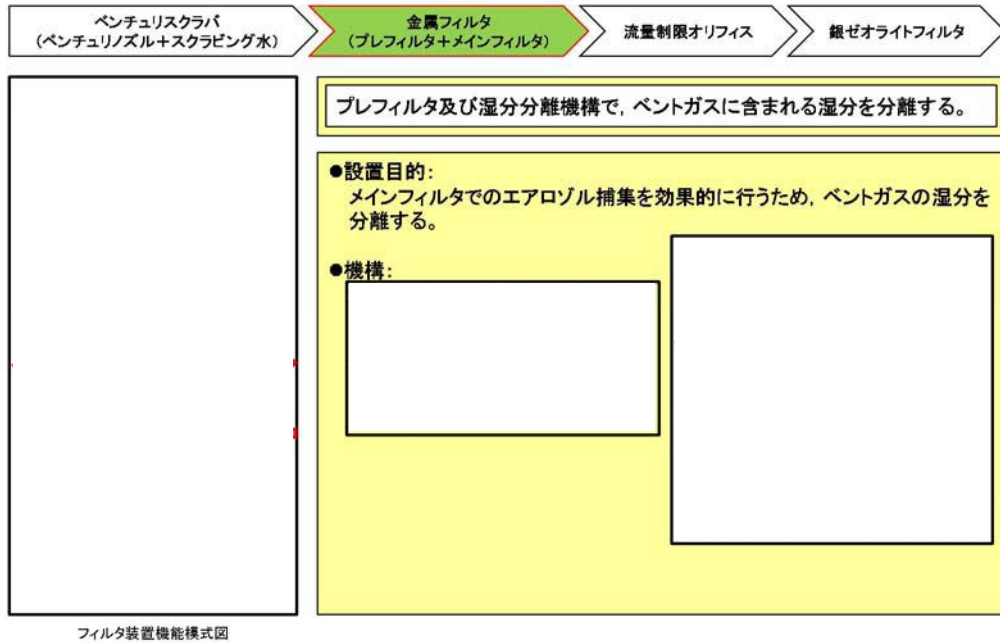 ベンチュリスクラバ
(ベンチュリノズル+スクラビング水)
金属フィルタ
(プレフィルタ+メインフィルタ)
流量制限オリフィス
銀ゼオライトフィルタ
プレフィルタ及び湿分分離機構で，ベントガスに含まれる湿分を分離する。
●設置目的:
メインフィルタでのエアロゾル捕集を効果的に行うため，ベントガスの湿分を
分離する。
●機構:
フィルタ装置機能模式図